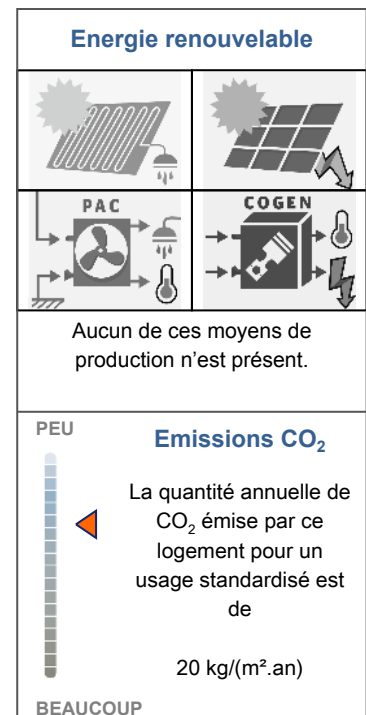 Energie renouvelable
PAC
COGEN
Aucun de ces moyens de
production n'est présent.
PEU
Emissions CO₂
La quantité annuelle de
CO₂ émise par ce
logement pour un
usage standardisé est
de
20 kg/(m².an)
BEAUCOUP